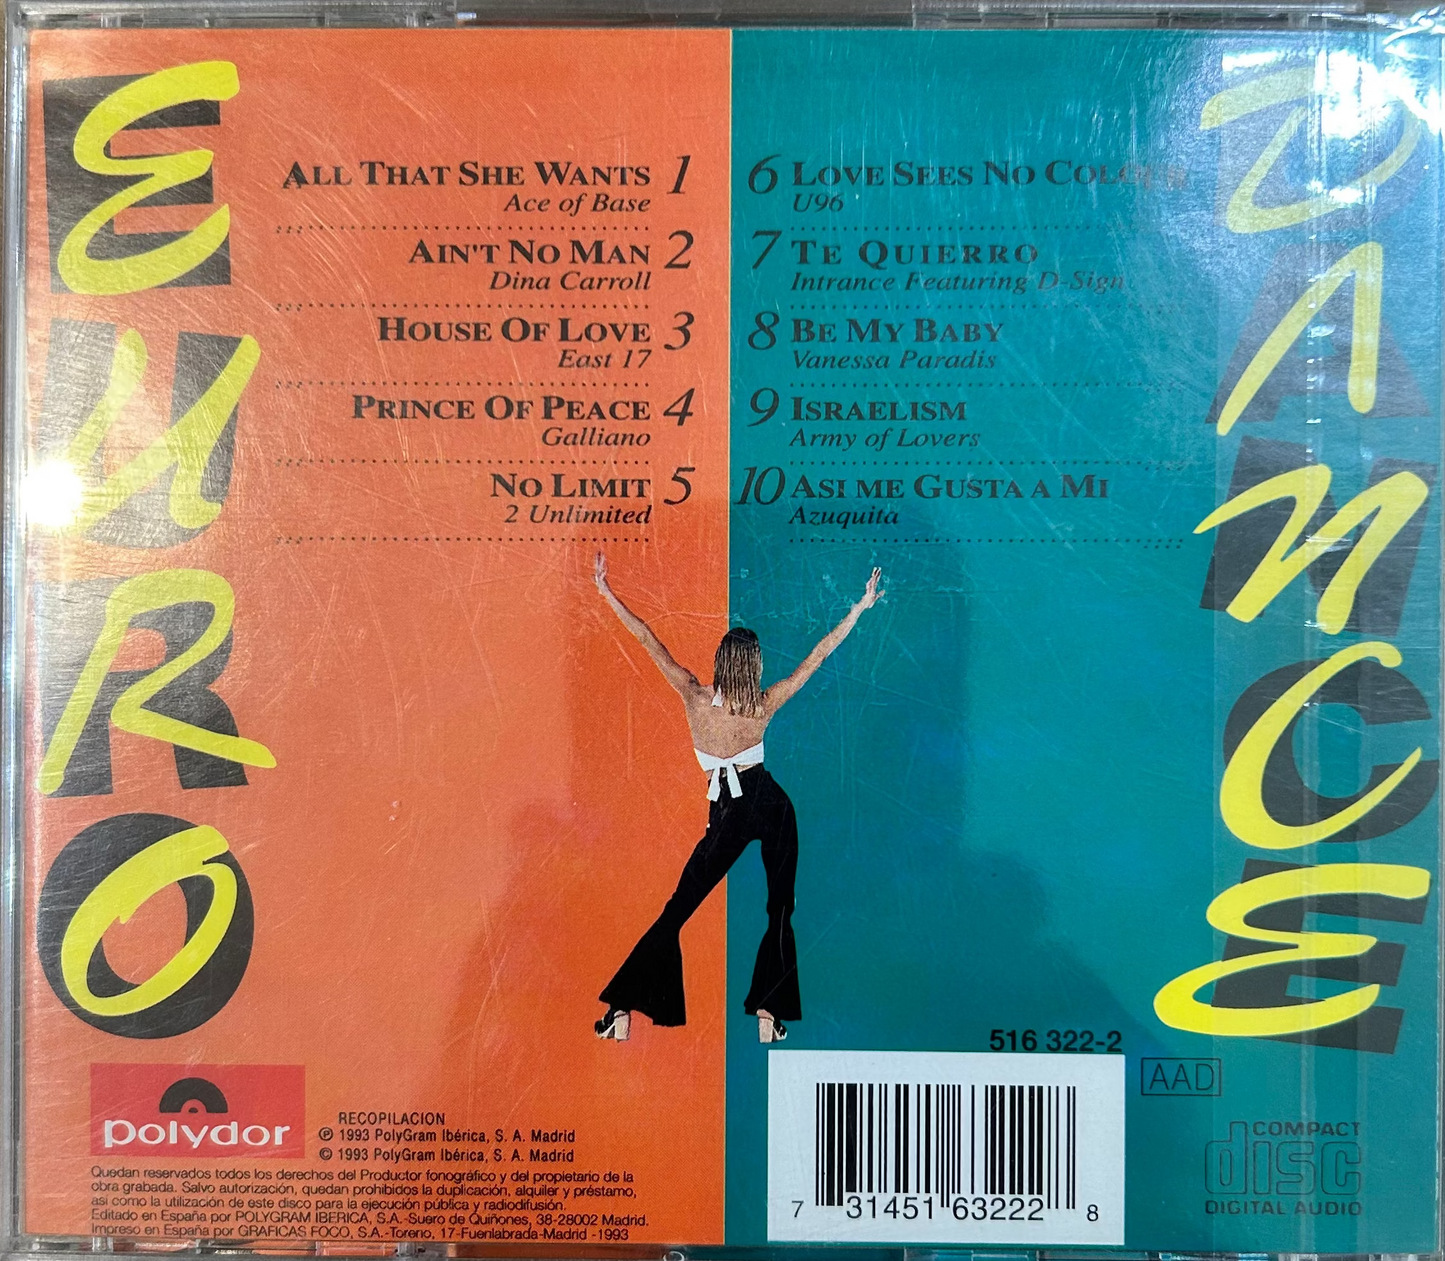 EURO
DANCE
ALL THAT SHE WANTS 1
Ace of Base
AIN'T NO MAN 2
Dina Carroll
HOUSE OF LOVE 3
East 17
PRINCE OF PEACE 4
Galliano
NO LIMIT 5
2 Unlimited
6 LOVE SEES NO COLOUR
U96
7 TE QUIERRO
Intrance Featuring D-Sign
8 BE MY BABY
Vanessa Paradis
9 ISRAELISM
Army of Lovers
10 ASI ME GUSTA A MI
Azuquita
polydor
RECOPILACION
℗ 1993 PolyGram Ibérica, S. A. Madrid
© 1993 PolyGram Ibérica, S. A. Madrid
Quedan reservados todos los derechos del Productor fonográfico y del propietario de la
obra grabada. Salvo autorización, quedan prohibidos la duplicación, alquiler y préstamo,
así como la utilización de este disco para la ejecución pública y radiodifusión.
Editado en España por POLYGRAM IBERICA, S.A.-Suero de Quiñones, 38-28002 Madrid.
Impreso en España por GRAFICAS FOCO, S.A.-Toreno, 17-Fuenlabrada-Madrid -1993
516 322-2
7 31451 63222 8
AAD
COMPACT
disc
DIGITAL AUDIO